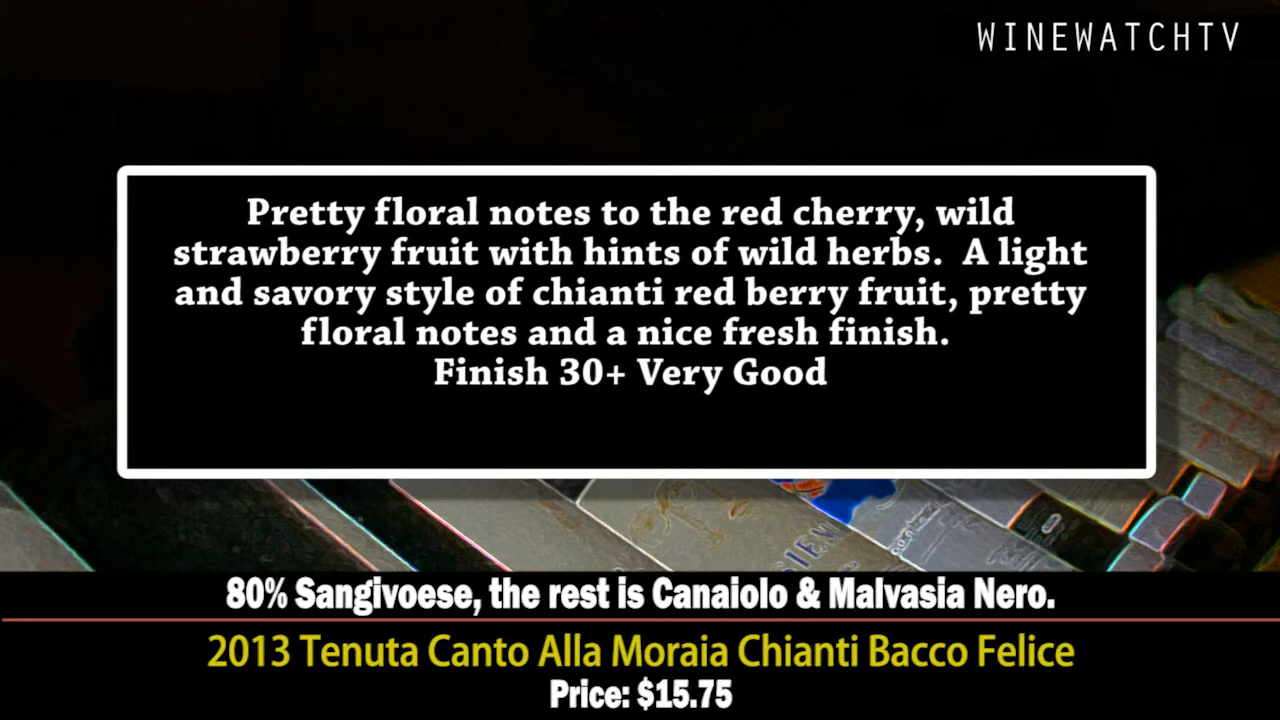 WINEWATCHTV
Pretty floral notes to the red cherry, wild
strawberry fruit with hints of wild herbs.  A light
and savory style of chianti red berry fruit, pretty
floral notes and a nice fresh finish.
Finish 30+ Very Good
80% Sangivoese, the rest is Canaiolo & Malvasia Nero.
2013 Tenuta Canto Alla Moraia Chianti Bacco Felice
Price: $15.75